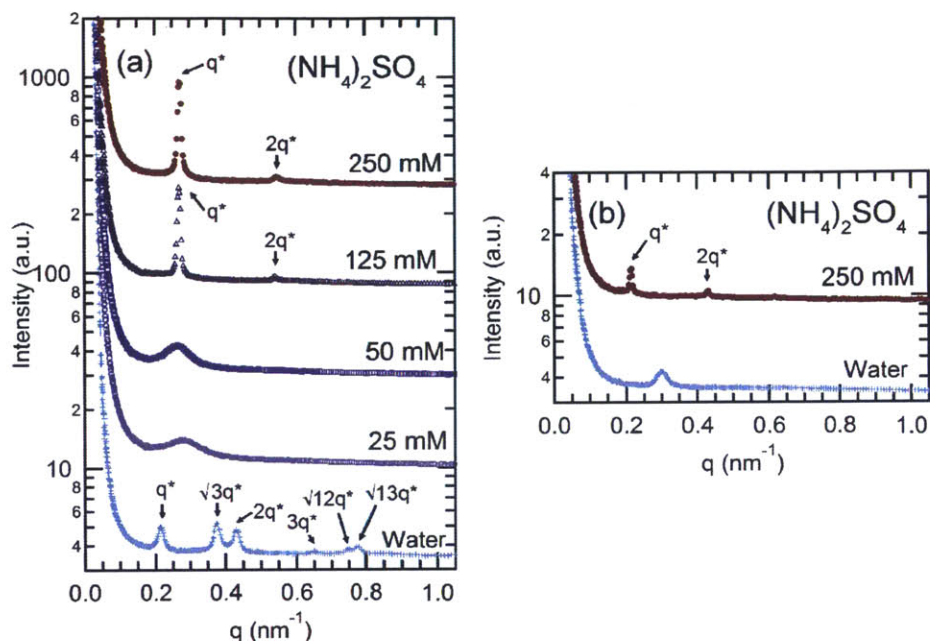 (a)
(NH₄)₂SO₄
q*
2q*
250 mM
q*
2q*
125 mM
50 mM
25 mM
q*
√3q*
2q*
3q*
√12q*
√13q*
Water
2
1000
8
6
4
2
100
8
6
4
2
10
8
6
4
Intensity (a.u.)
0.0 0.2 0.4 0.6 0.8 1.0
q (nm⁻¹)
(b)
(NH₄)₂SO₄
q*
2q*
250 mM
Water
4
2
10
8
6
4
Intensity (a.u.)
0.0 0.2 0.4 0.6 0.8 1.0
q (nm⁻¹)